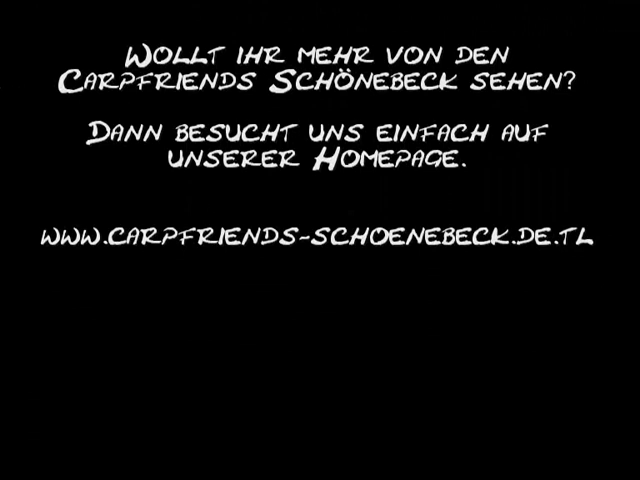 Wollt ihr mehr von den
Carpfriends Schönebeck sehen?
Dann besucht uns einfach auf
unserer Homepage.
www.carpfriends-schoenebeck.de.tl